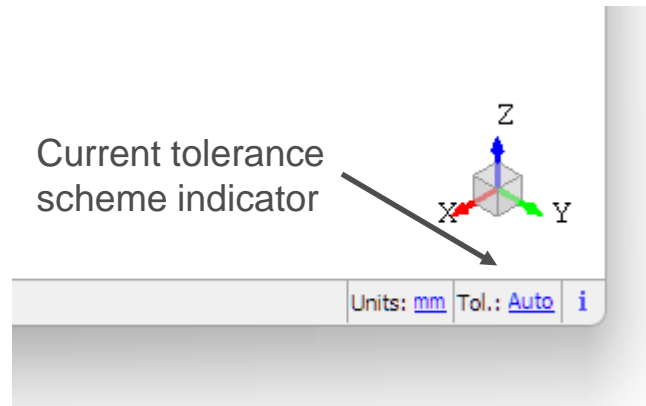 Z
Current tolerance
scheme indicator
X
Y
Units: mm Tol.: Auto i